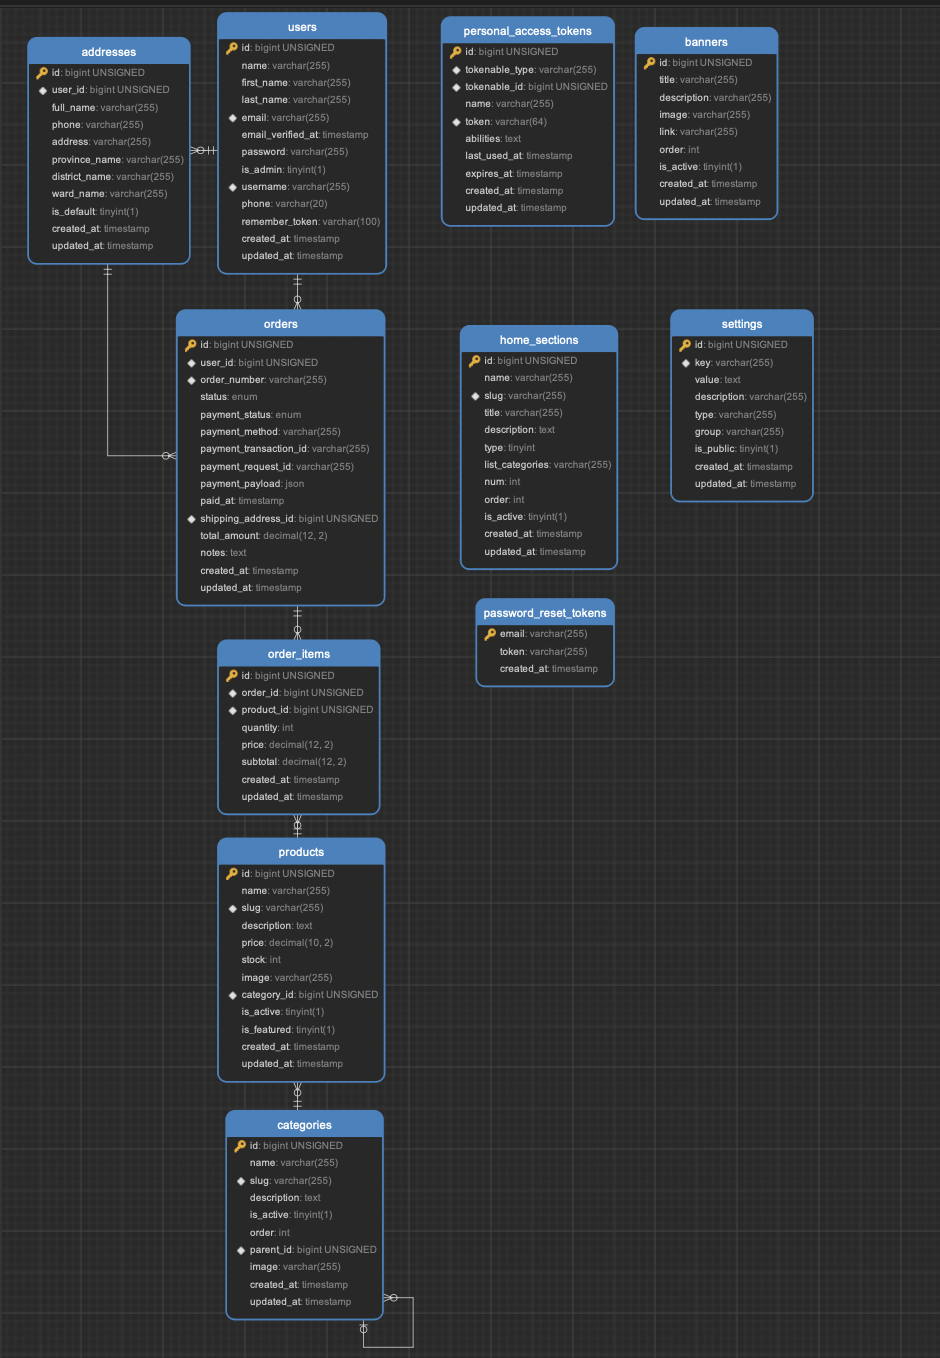 addresses
id: bigint UNSIGNED
user_id: bigint UNSIGNED
full_name: varchar(255)
phone: varchar(255)
address: varchar(255)
province_name: varchar(255)
district_name: varchar(255)
ward_name: varchar(255)
is_default: tinyint(1)
created_at: timestamp
updated_at: timestamp
users
id: bigint UNSIGNED
name: varchar(255)
first_name: varchar(255)
last_name: varchar(255)
email: varchar(255)
email_verified_at: timestamp
password: varchar(255)
is_admin: tinyint(1)
username: varchar(255)
phone: varchar(20)
remember_token: varchar(100)
created_at: timestamp
updated_at: timestamp
personal_access_tokens
id: bigint UNSIGNED
tokenable_type: varchar(255)
tokenable_id: bigint UNSIGNED
name: varchar(255)
token: varchar(64)
abilities: text
last_used_at: timestamp
expires_at: timestamp
created_at: timestamp
updated_at: timestamp
banners
id: bigint UNSIGNED
title: varchar(255)
description: varchar(255)
image: varchar(255)
link: varchar(255)
order: int
is_active: tinyint(1)
created_at: timestamp
updated_at: timestamp
orders
id: bigint UNSIGNED
user_id: bigint UNSIGNED
order_number: varchar(255)
status: enum
payment_status: enum
payment_method: varchar(255)
payment_transaction_id: varchar(255)
payment_request_id: varchar(255)
payment_payload: json
paid_at: timestamp
shipping_address_id: bigint UNSIGNED
total_amount: decimal(12, 2)
notes: text
created_at: timestamp
updated_at: timestamp
home_sections
id: bigint UNSIGNED
name: varchar(255)
slug: varchar(255)
title: varchar(255)
description: text
type: tinyint
list_categories: varchar(255)
num: int
order: int
is_active: tinyint(1)
created_at: timestamp
updated_at: timestamp
settings
id: bigint UNSIGNED
key: varchar(255)
value: text
description: varchar(255)
type: varchar(255)
group: varchar(255)
is_public: tinyint(1)
created_at: timestamp
updated_at: timestamp
password_reset_tokens
email: varchar(255)
token: varchar(255)
created_at: timestamp
order_items
id: bigint UNSIGNED
order_id: bigint UNSIGNED
product_id: bigint UNSIGNED
quantity: int
price: decimal(12, 2)
subtotal: decimal(12, 2)
created_at: timestamp
updated_at: timestamp
products
id: bigint UNSIGNED
name: varchar(255)
slug: varchar(255)
description: text
price: decimal(10, 2)
stock: int
image: varchar(255)
category_id: bigint UNSIGNED
is_active: tinyint(1)
is_featured: tinyint(1)
created_at: timestamp
updated_at: timestamp
categories
id: bigint UNSIGNED
name: varchar(255)
slug: varchar(255)
description: text
is_active: tinyint(1)
order: int
parent_id: bigint UNSIGNED
image: varchar(255)
created_at: timestamp
updated_at: timestamp